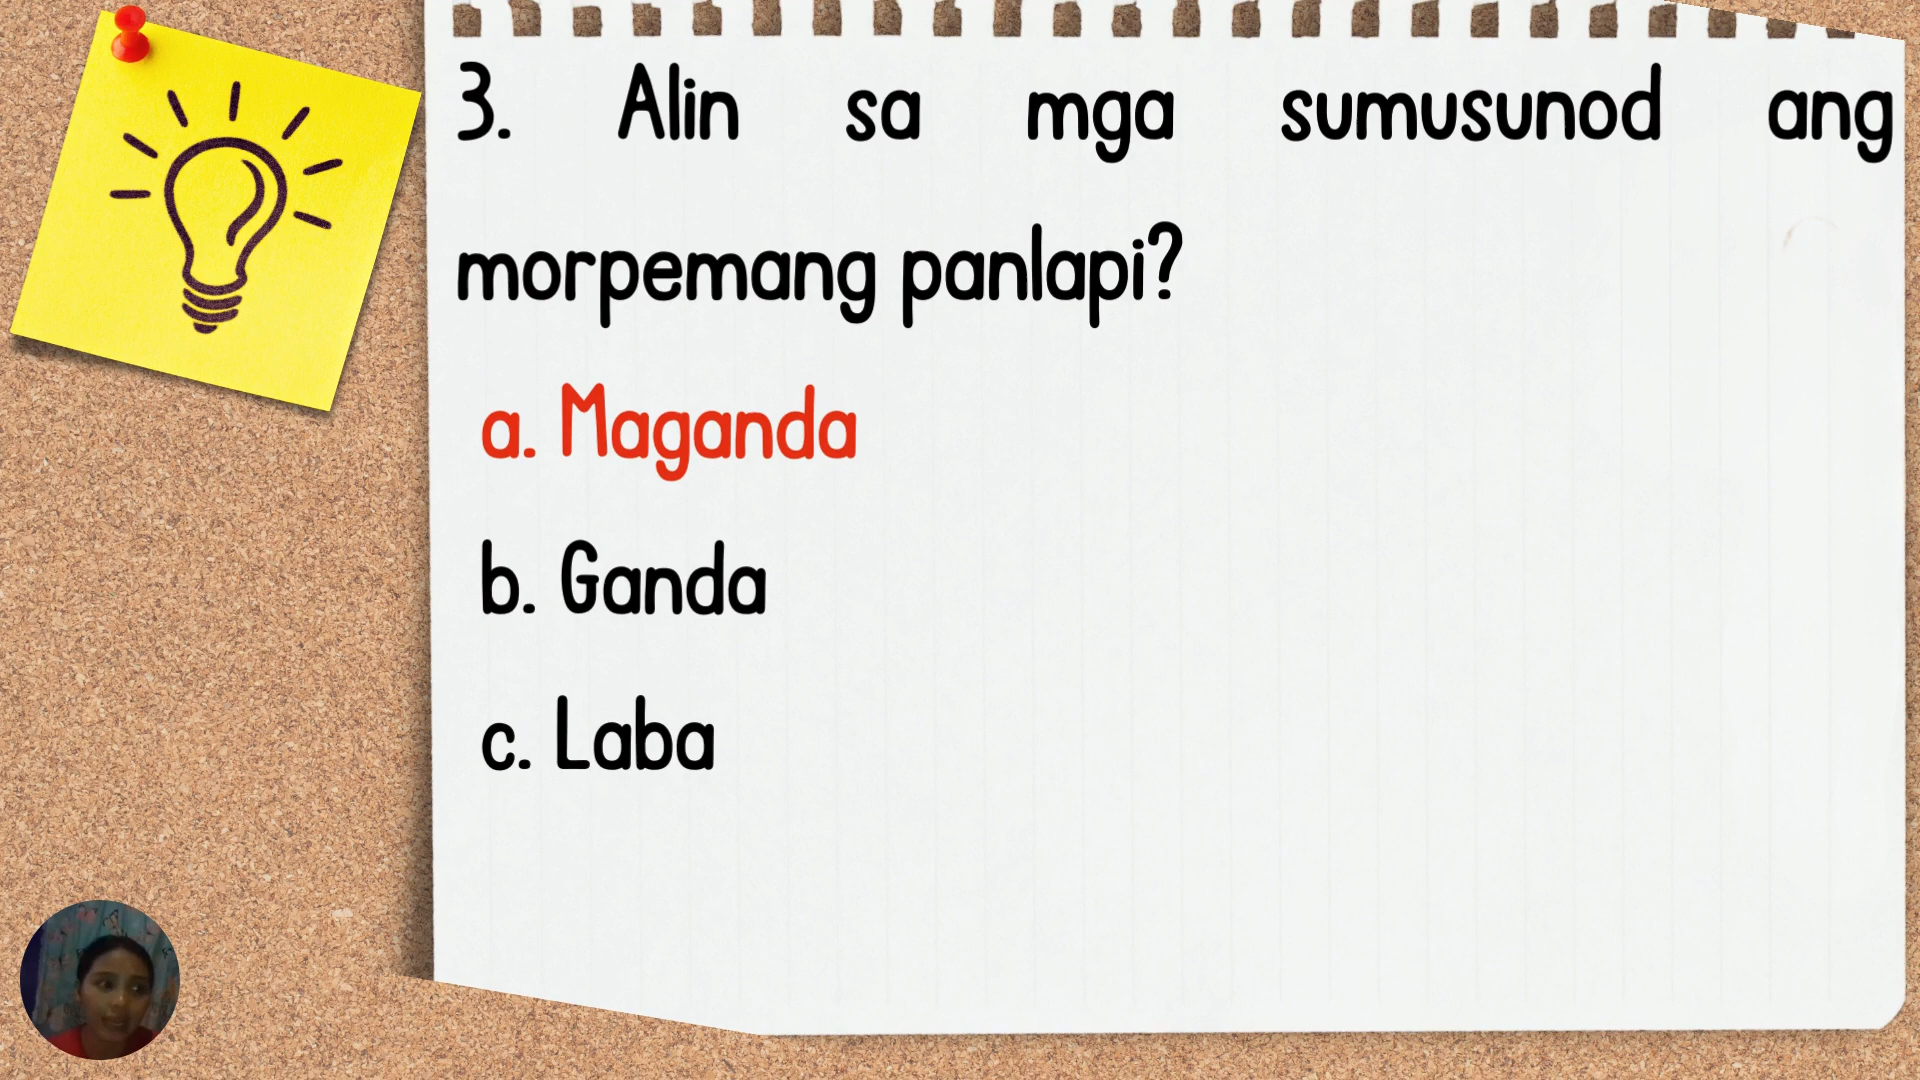 3. Alin sa mga sumusunod ang
morpemang panlapi?
a. Maganda
b. Ganda
c. Laba